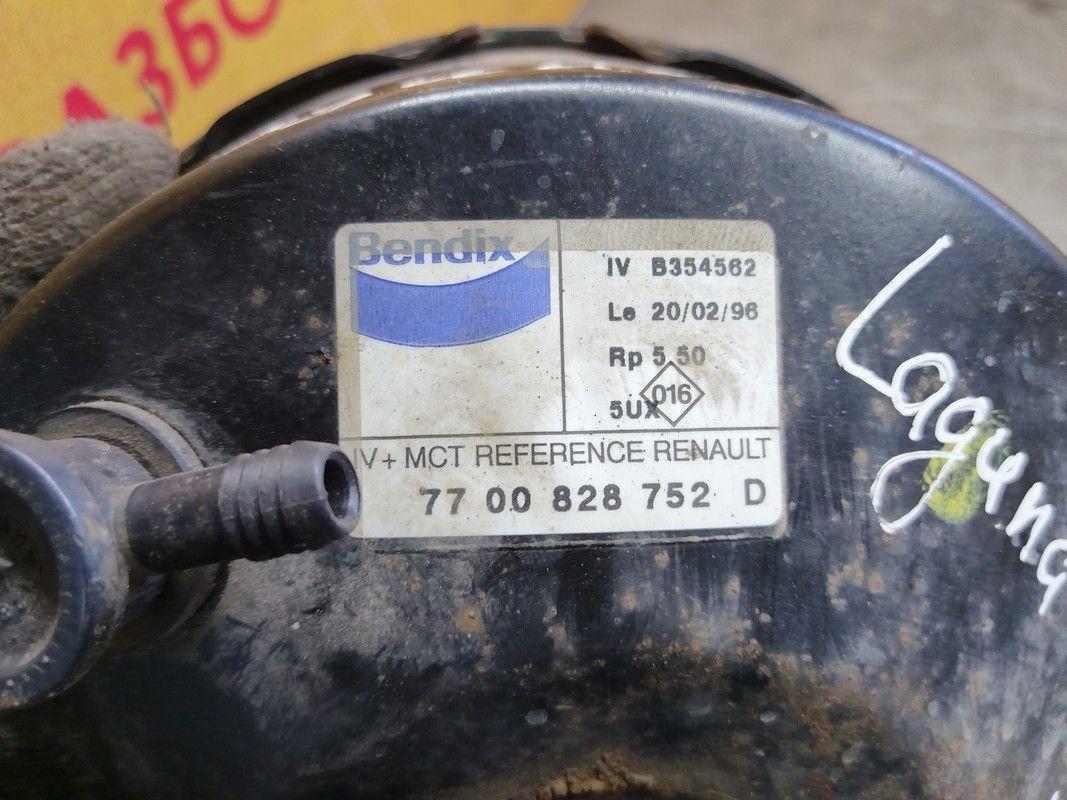 АЗБО
Bendix
IV B354562
Le 20/02/96
Rp 5.50
016
5UX
IV + MCT REFERENCE RENAULT
77 00 828 752 D
Laguna